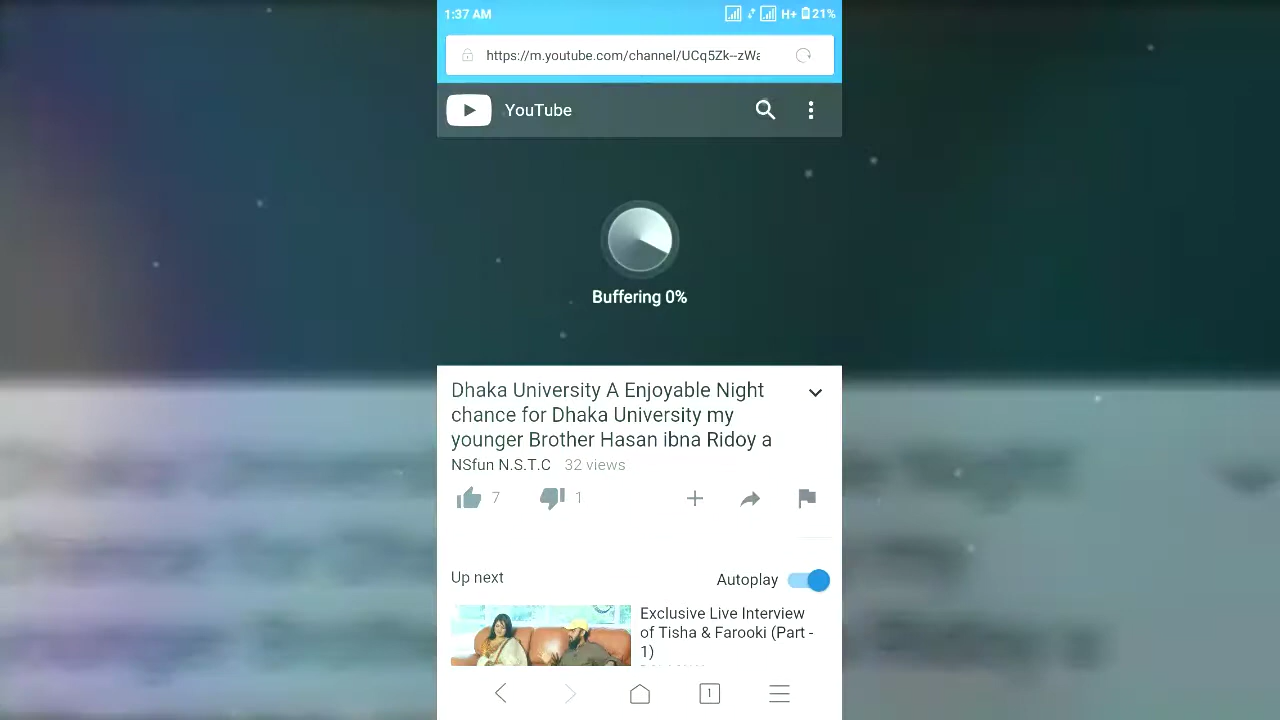 1:37 AM H+ 21%
https://m.youtube.com/channel/UCq5Zk--zWa
YouTube
Buffering 0%
Dhaka University A Enjoyable Night
chance for Dhaka University my
younger Brother Hasan ibna Ridoy a
NSfun N.S.T.C 32 views
7 1
Up next Autoplay
Exclusive Live Interview
of Tisha & Farooki (Part -
1)
1